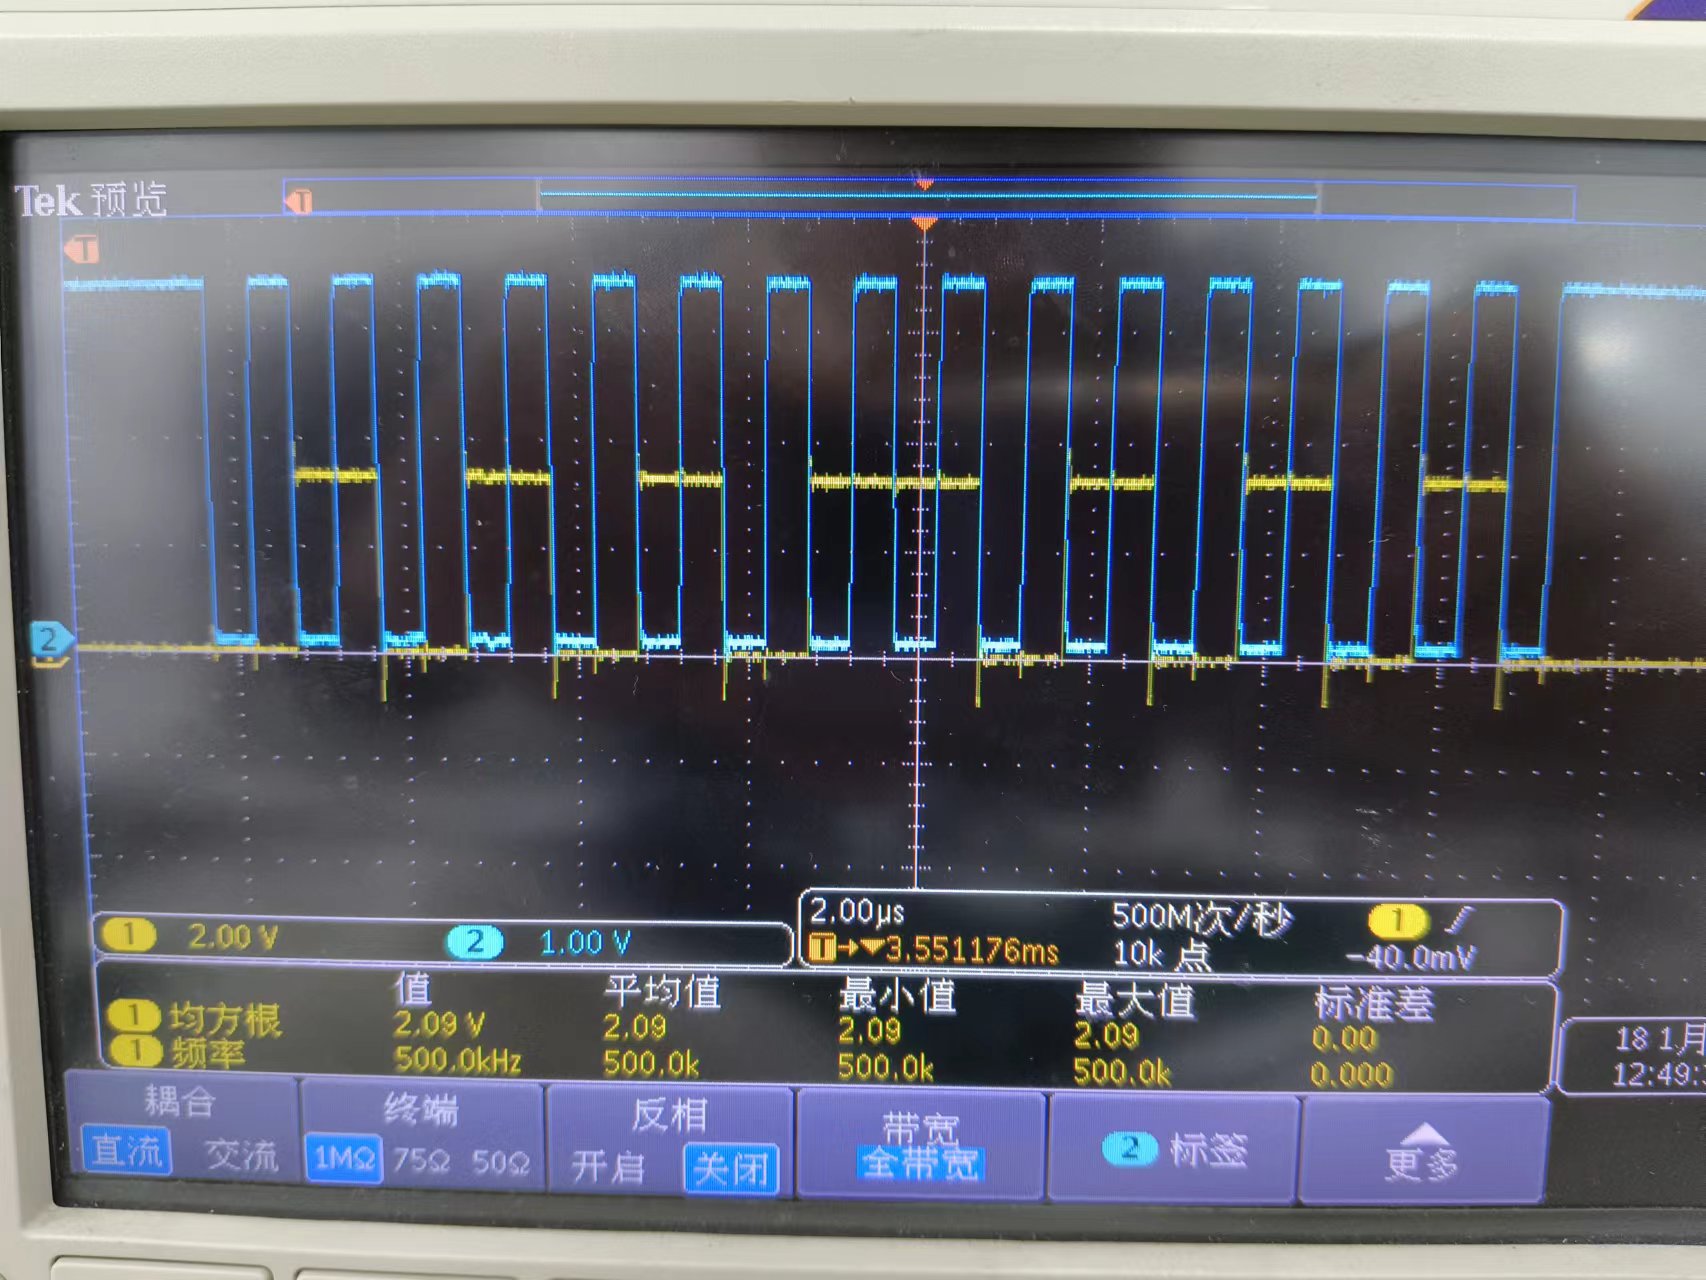 Tek 预览
T
T
2
1 2.00 V 2 1.00 V
2.00μs 500M次/秒 1
T→▼3.551176ms 10k 点 -40.0mV
值 平均值 最小值 最大值 标准差
1 均方根 2.09 V 2.09 2.09 2.09 0.00
1 频率 500.0kHz 500.0k 500.0k 500.0k 0.000
18 1月
12:49:
耦合 终端 反相 带宽 2 标签 更多
直流 交流 1MΩ 75Ω 50Ω 开启 关闭 全带宽